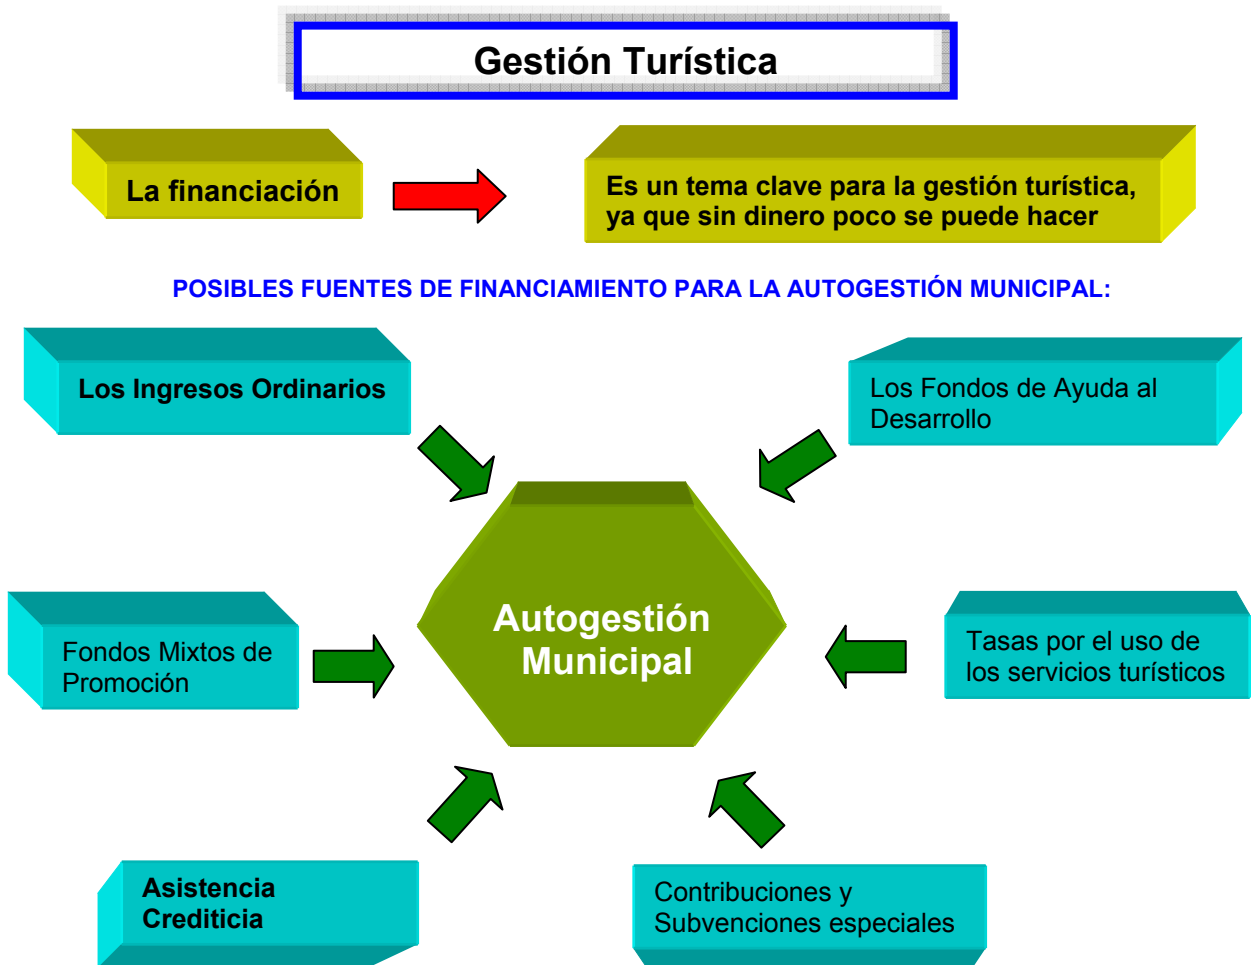 Gestión Turística
La financiación
Es un tema clave para la gestión turística,
ya que sin dinero poco se puede hacer
POSIBLES FUENTES DE FINANCIAMIENTO PARA LA AUTOGESTIÓN MUNICIPAL:
Los Ingresos Ordinarios
Los Fondos de Ayuda al
Desarrollo
Autogestión
Municipal
Fondos Mixtos de
Promoción
Tasas por el uso de
los servicios turísticos
Asistencia
Crediticia
Contribuciones y
Subvenciones especiales